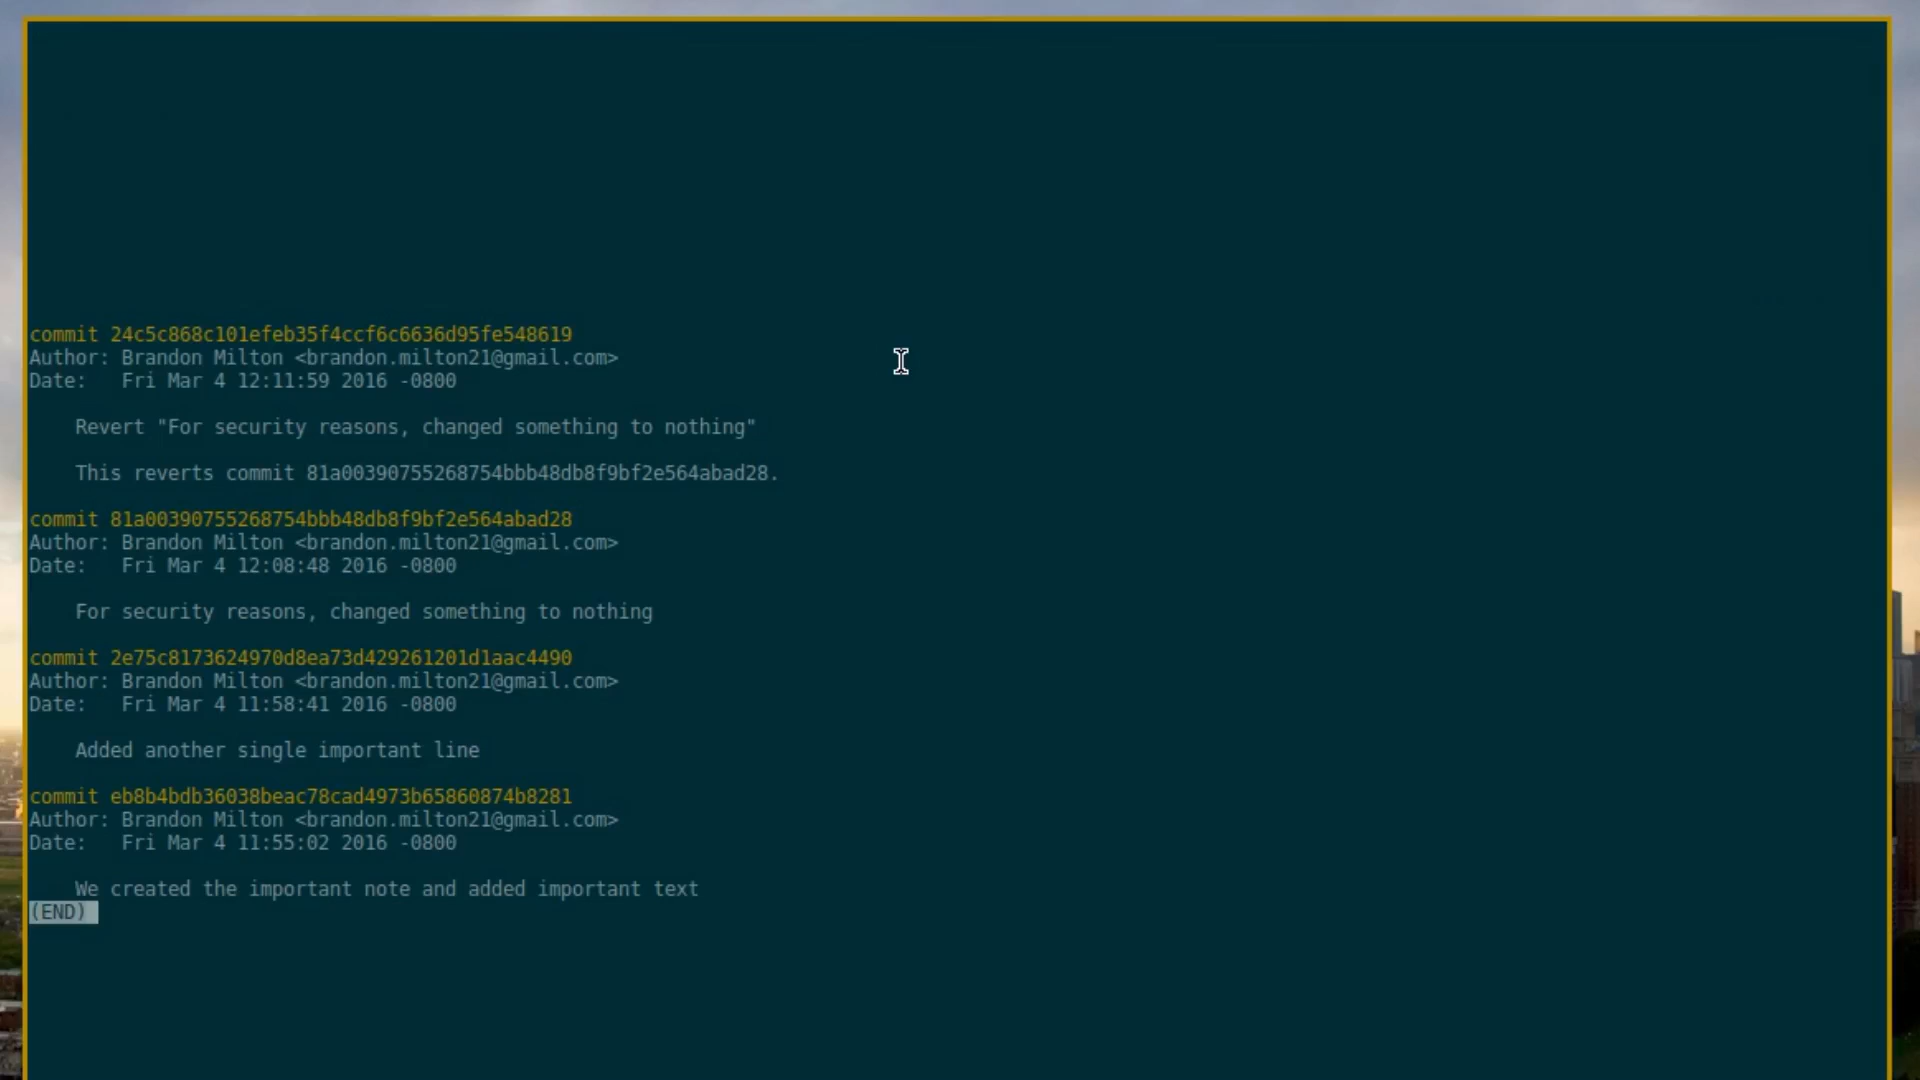 commit 24c5c868c101efeb35f4ccf6c6636d95fe548619
Author: Brandon Milton <brandon.milton21@gmail.com>
Date:   Fri Mar 4 12:11:59 2016 -0800
Revert "For security reasons, changed something to nothing"
This reverts commit 81a00390755268754bbb48db8f9bf2e564abad28.
commit 81a00390755268754bbb48db8f9bf2e564abad28
Author: Brandon Milton <brandon.milton21@gmail.com>
Date:   Fri Mar 4 12:08:48 2016 -0800
For security reasons, changed something to nothing
commit 2e75c8173624970d8ea73d429261201d1aac4490
Author: Brandon Milton <brandon.milton21@gmail.com>
Date:   Fri Mar 4 11:58:41 2016 -0800
Added another single important line
commit eb8b4bdb36038beac78cad4973b65860874b8281
Author: Brandon Milton <brandon.milton21@gmail.com>
Date:   Fri Mar 4 11:55:02 2016 -0800
We created the important note and added important text
(END)